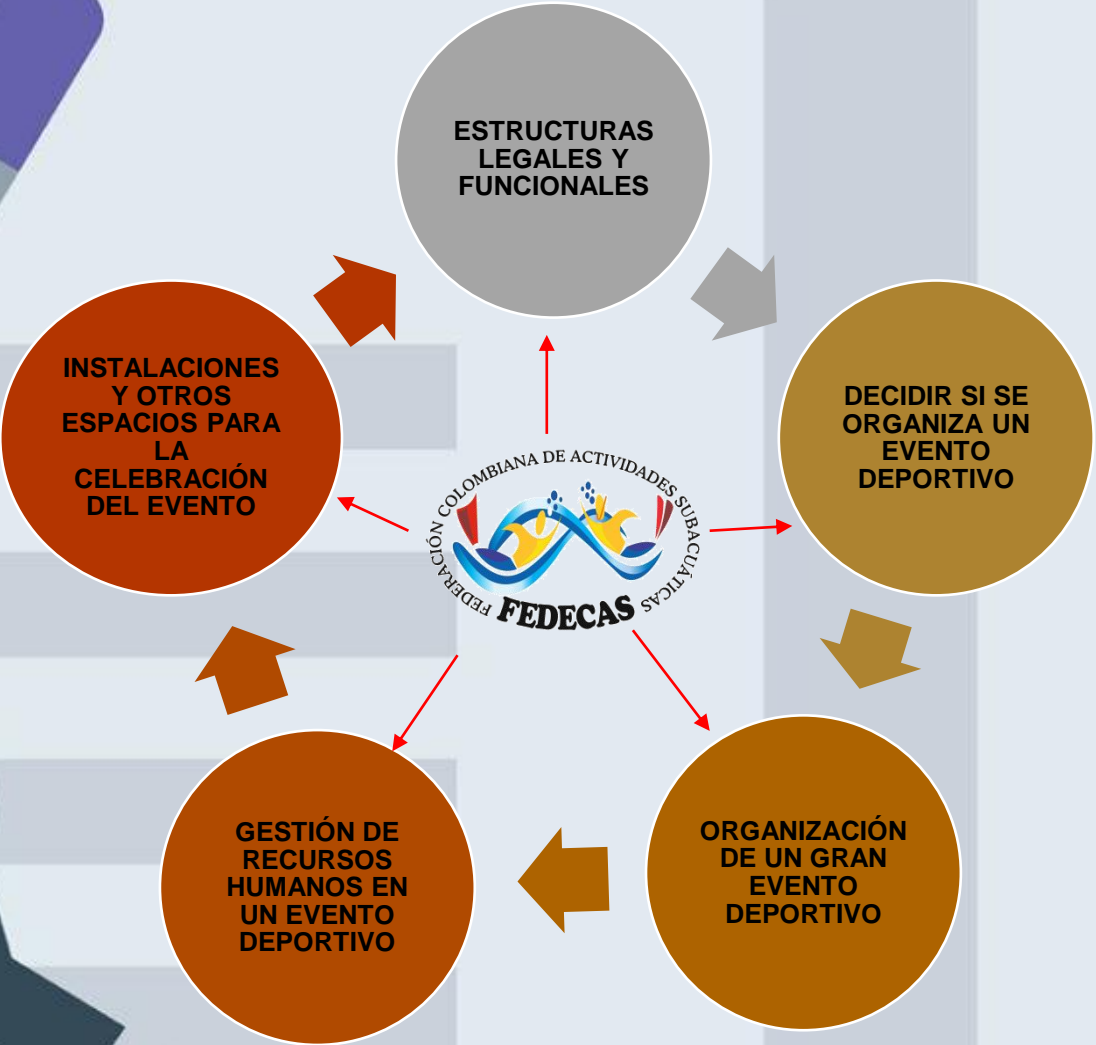 ESTRUCTURAS
LEGALES Y
FUNCIONALES
DECIDIR SI SE
ORGANIZA UN
EVENTO
DEPORTIVO
ORGANIZACIÓN
DE UN GRAN
EVENTO
DEPORTIVO
GESTIÓN DE
RECURSOS
HUMANOS EN
UN EVENTO
DEPORTIVO
INSTALACIONES
Y OTROS
ESPACIOS PARA
LA
CELEBRACIÓN
DEL EVENTO
FEDERACIÓN COLOMBIANA DE ACTIVIDADES SUBACUÁTICAS
FEDECAS